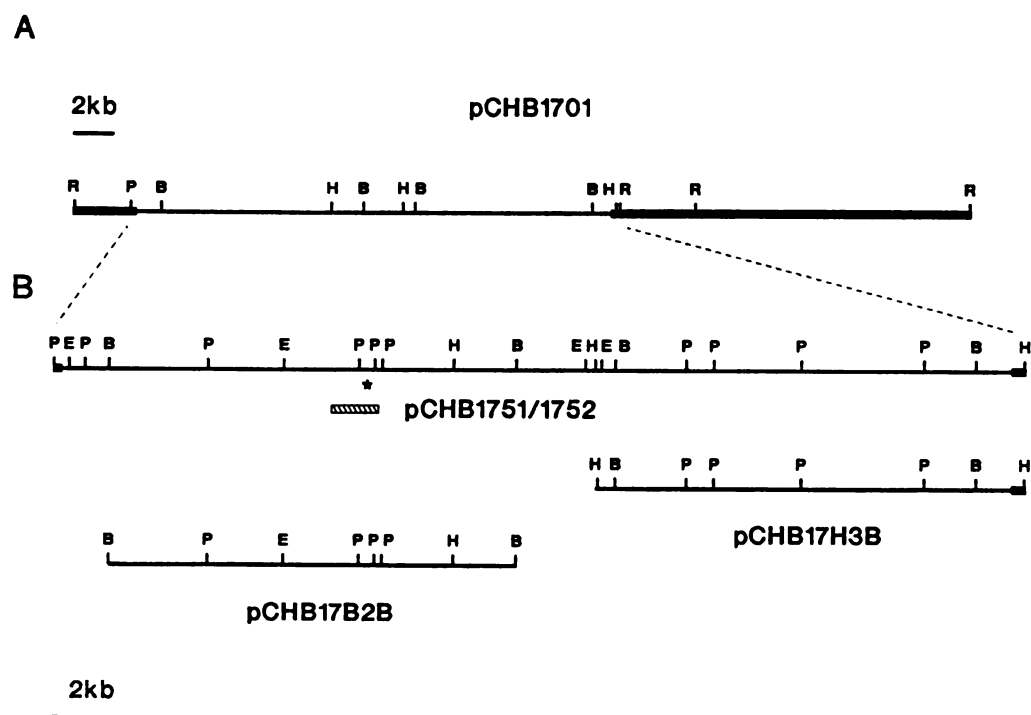 A
2kb
pCHB1701
R P B H B H B B H R R R
B
P E P B P E P P P H B E H E B P P P P B H
*
pCHB1751/1752
H B P P P P B H
pCHB17H3B
B P E P P P H B
pCHB17B2B
2kb